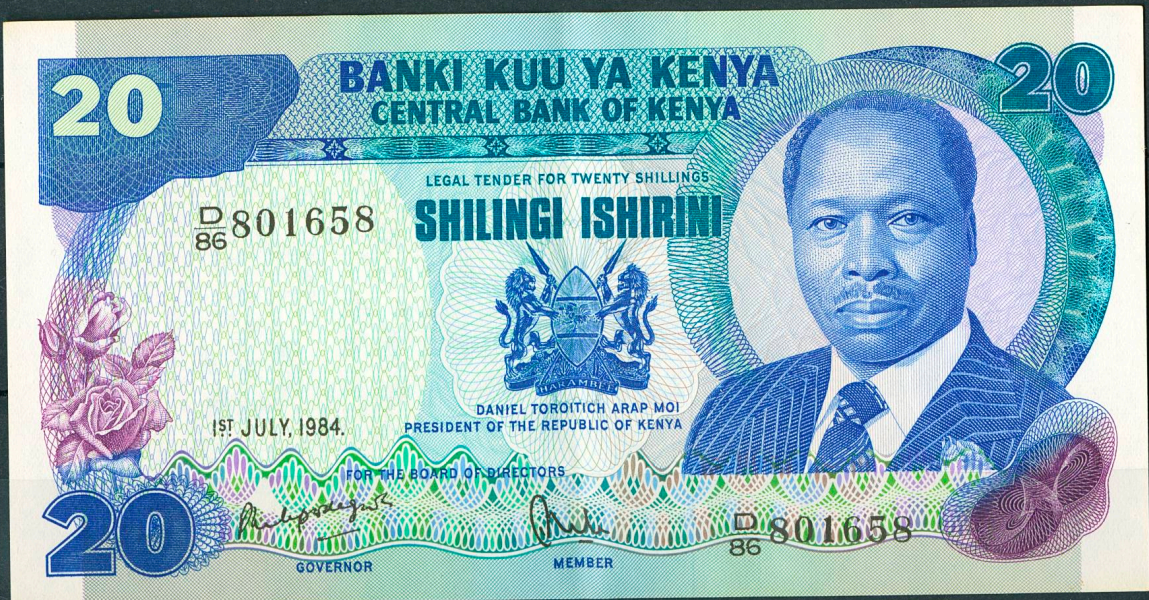 20
BANKI KUU YA KENYA
20
CENTRAL BANK OF KENYA
LEGAL TENDER FOR TWENTY SHILLINGS
D/86 801658
SHILINGI ISHIRINI
HARAMBEE
DANIEL TOROITICH ARAP MOI
1ST JULY, 1984.
PRESIDENT OF THE REPUBLIC OF KENYA
FOR THE BOARD OF DIRECTORS
20
D/86 801658
GOVERNOR
MEMBER